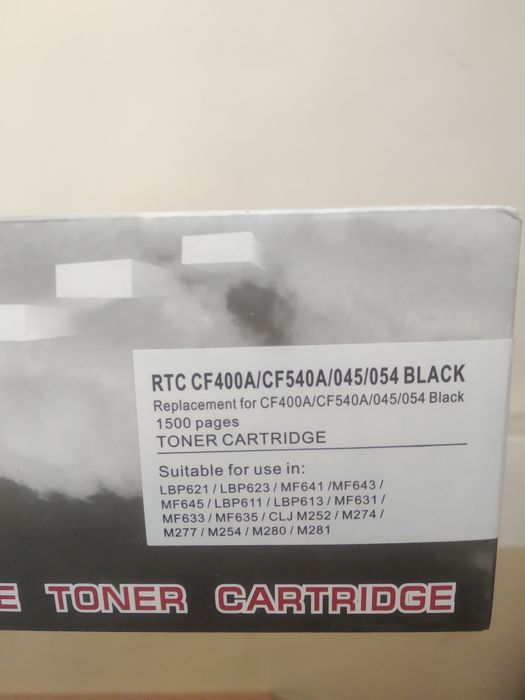 RTC CF400A/CF540A/045/054 BLACK
Replacement for CF400A/CF540A/045/054 Black
1500 pages
TONER CARTRIDGE
Suitable for use in:
LBP621 / LBP623 / MF641 /MF643 /
MF645 / LBP611 / LBP613 / MF631 /
MF633 / MF635 / CLJ M252 / M274 /
M277 / M254 / M280 / M281
E TONER CARTRIDGE